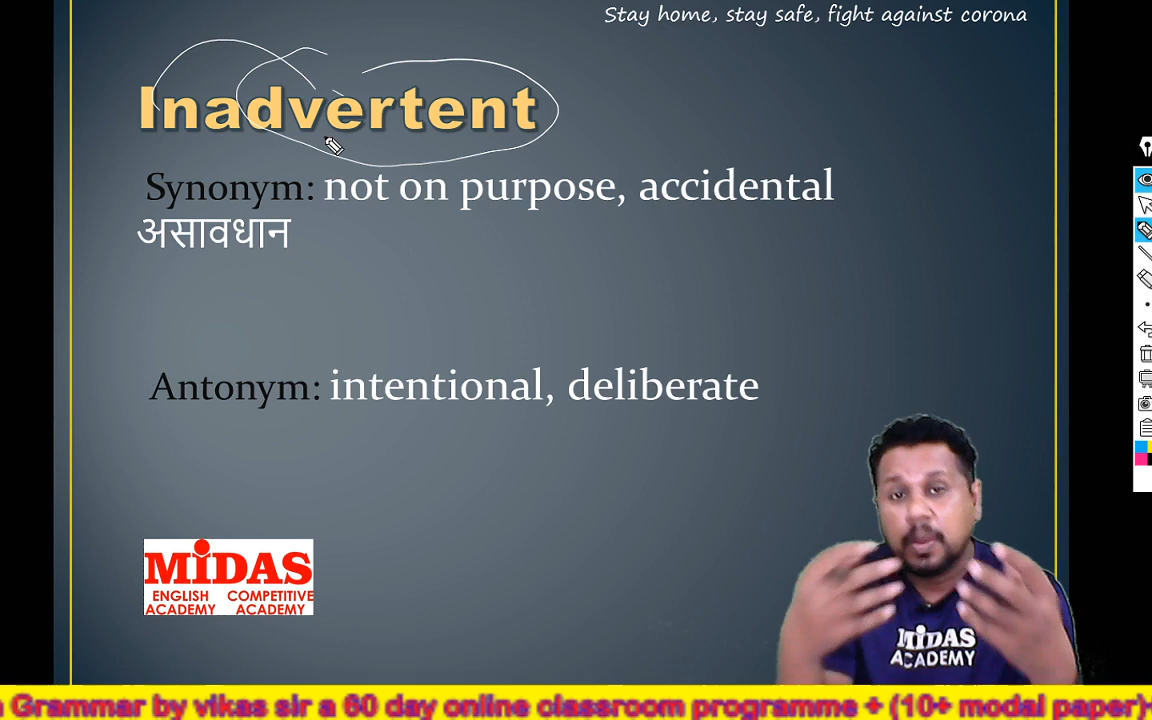 Stay home, stay safe, fight against corona
Inadvertent
Synonym: not on purpose, accidental
असावधान
Antonym: intentional, deliberate
MiDAS
ENGLISH COMPETITIVE
ACADEMY ACADEMY
MiDAS
ACADEMY
Grammar by vikas sir a 60 day online classroom programme + (10+ modal paper)